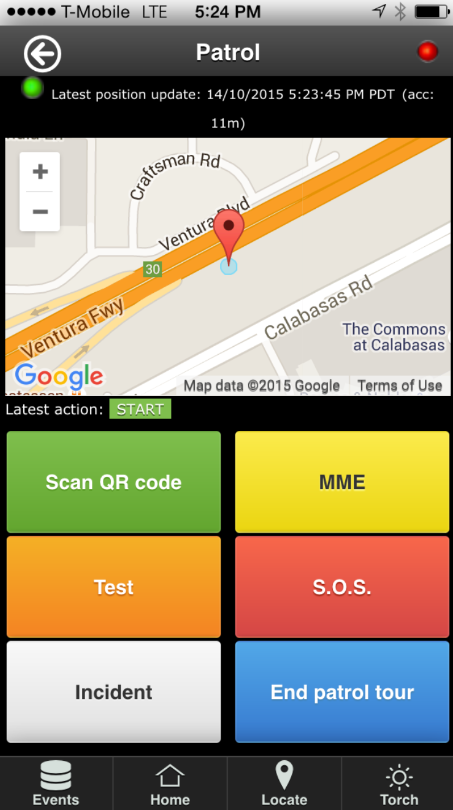 T-Mobile LTE 5:24 PM
Patrol
Latest position update: 14/10/2015 5:23:45 PM PDT (acc:
11m)
+
−
Craftsman Rd
Ventura Blvd
30
Ventura Fwy
Calabasas Rd
The Commons
at Calabasas
Google
Map data ©2015 Google Terms of Use
Latest action: START
Scan QR code MME
Test S.O.S.
Incident End patrol tour
Events Home Locate Torch